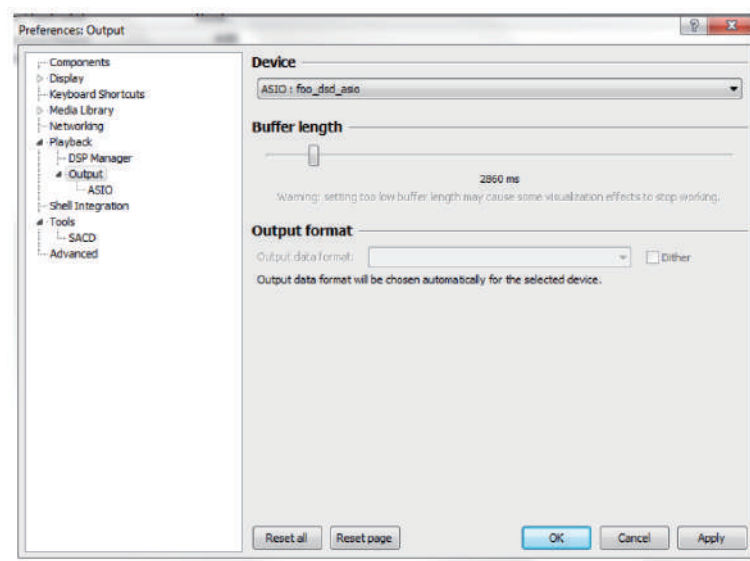 Preferences: Output
Components
Display
Keyboard Shortcuts
Media Library
Networking
Playback
DSP Manager
Output
ASIO
Shell Integration
Tools
SACD
Advanced
Device
ASIO : foo_dsd_asio
Buffer length
2860 ms
Warning: setting too low buffer length may cause some visualization effects to stop working.
Output format
Output data format:
Dither
Output data format will be chosen automatically for the selected device.
Reset all
Reset page
OK
Cancel
Apply